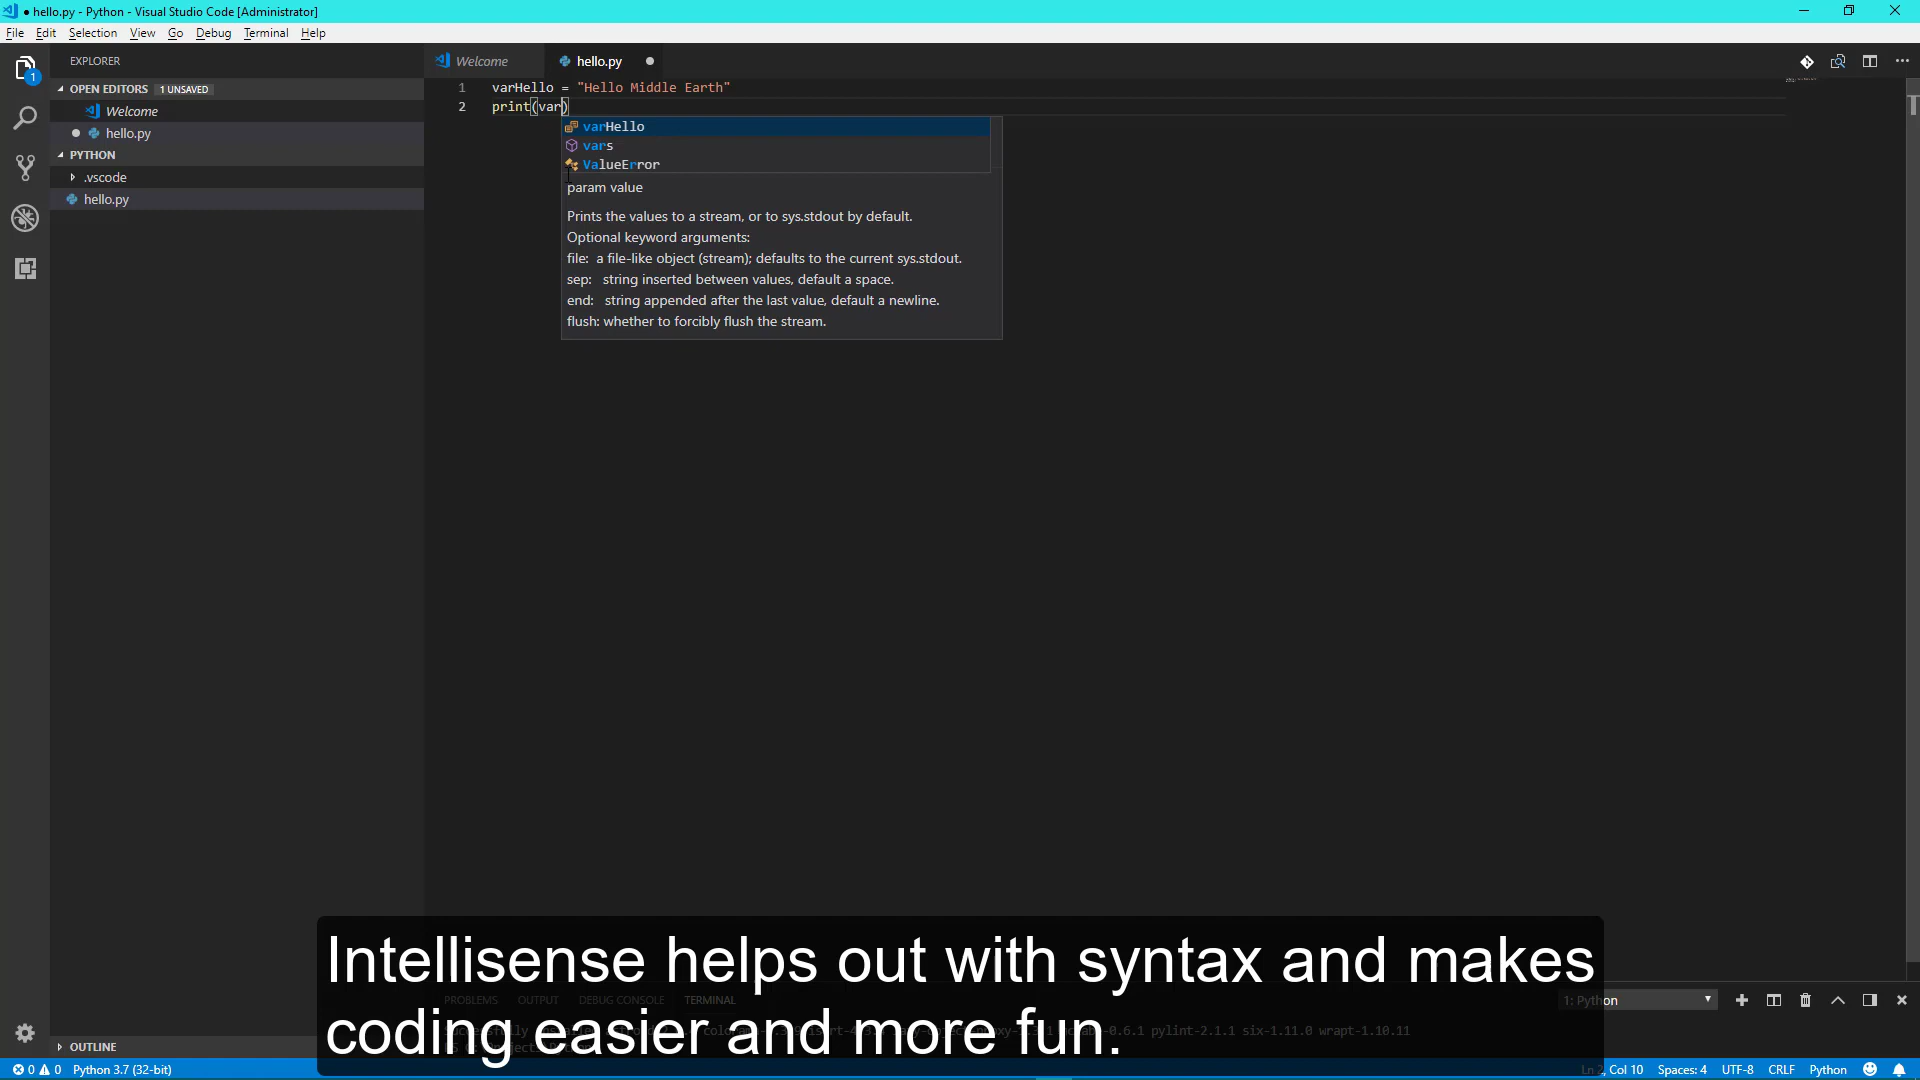 ● hello.py - Python - Visual Studio Code [Administrator]
File Edit Selection View Go Debug Terminal Help
EXPLORER
OPEN EDITORS 1 UNSAVED
Welcome
hello.py
PYTHON
.vscode
hello.py
OUTLINE
1
Welcome hello.py
1 varHello = "Hello Middle Earth"
2 print(var)
varHello
vars
ValueError
param value
Prints the values to a stream, or to sys.stdout by default.
Optional keyword arguments:
file: a file-like object (stream); defaults to the current sys.stdout.
sep: string inserted between values, default a space.
end: string appended after the last value, default a newline.
flush: whether to forcibly flush the stream.
Intellisense helps out with syntax and makes
coding easier and more fun.
PROBLEMS OUTPUT DEBUG CONSOLE TERMINAL 1: Python
pylint-2.1.1 six-1.11.0 wrapt-1.10.11
0 0 Python 3.7 (32-bit) Ln 2, Col 10 Spaces: 4 UTF-8 CRLF Python